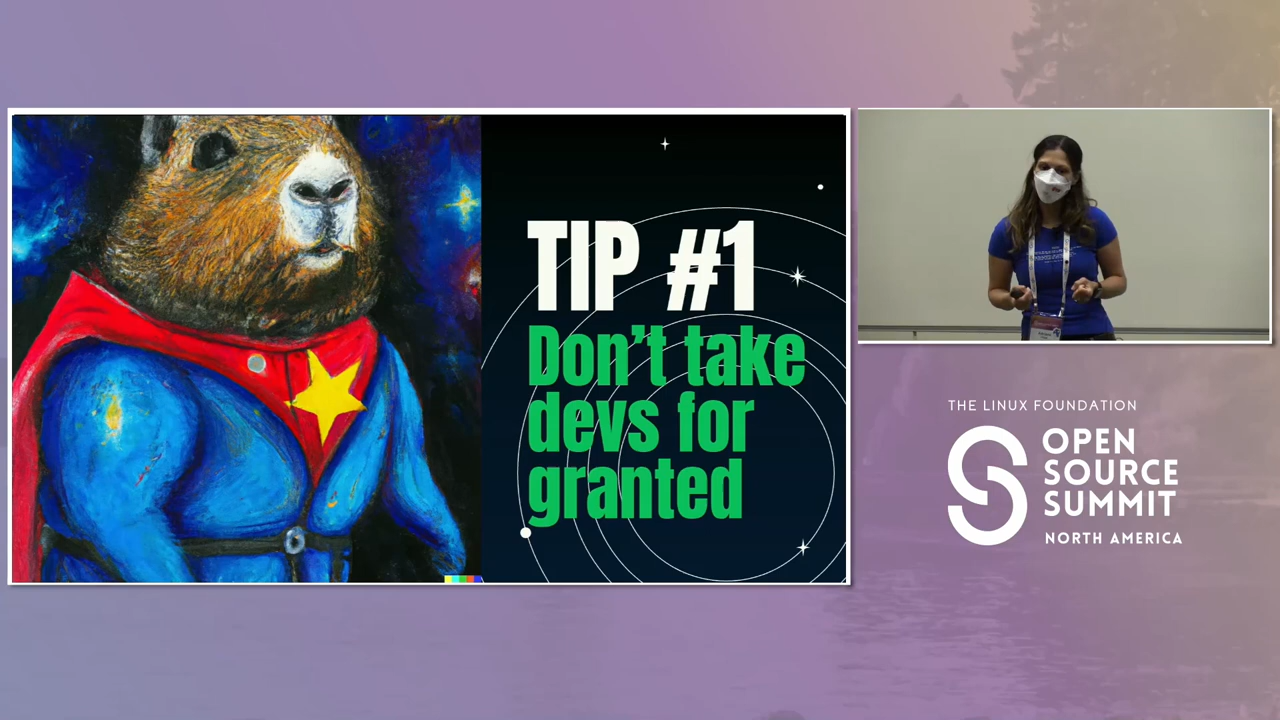 TIP #1
Don't take
devs for
granted
THE LINUX FOUNDATION
OPEN
SOURCE
SUMMIT
NORTH AMERICA